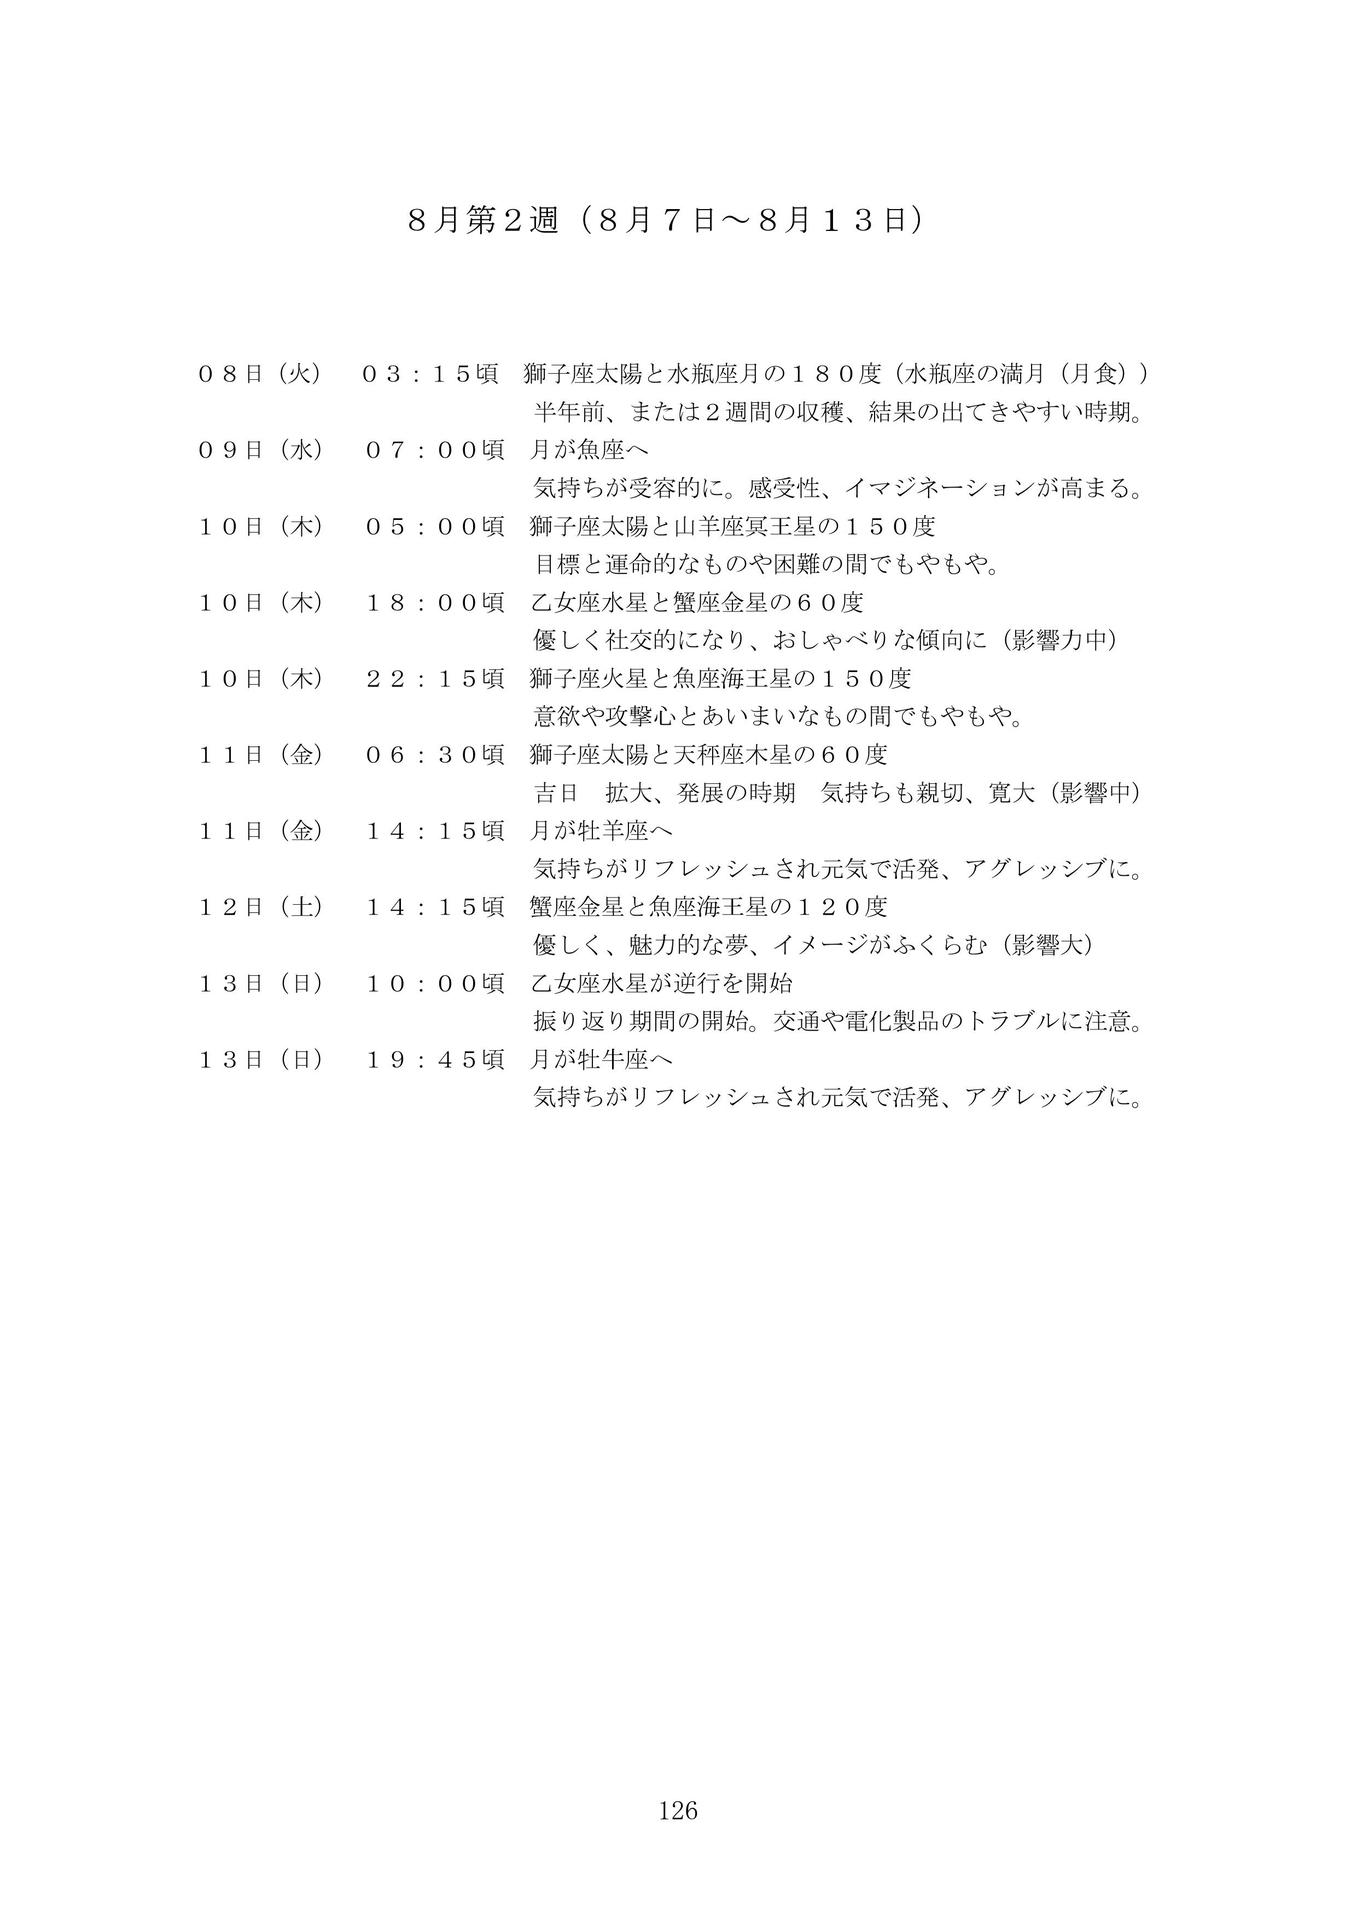 ８月第２週（８月７日～８月１３日）
０８日（火）　０３：１５頃　獅子座太陽と水瓶座月の１８０度（水瓶座の満月（月食））
半年前、または２週間の収穫、結果の出てきやすい時期。
０９日（水）　０７：００頃　月が魚座へ
気持ちが受容的に。感受性、イマジネーションが高まる。
１０日（木）　０５：００頃　獅子座太陽と山羊座冥王星の１５０度
目標と運命的なものや困難の間でもやもや。
１０日（木）　１８：００頃　乙女座水星と蟹座金星の６０度
優しく社交的になり、おしゃべりな傾向に（影響力中）
１０日（木）　２２：１５頃　獅子座火星と魚座海王星の１５０度
意欲や攻撃心とあいまいなもの間でもやもや。
１１日（金）　０６：３０頃　獅子座太陽と天秤座木星の６０度
吉日　拡大、発展の時期　気持ちも親切、寛大（影響中）
１１日（金）　１４：１５頃　月が牡羊座へ
気持ちがリフレッシュされ元気で活発、アグレッシブに。
１２日（土）　１４：１５頃　蟹座金星と魚座海王星の１２０度
優しく、魅力的な夢、イメージがふくらむ（影響大）
１３日（日）　１０：００頃　乙女座水星が逆行を開始
振り返り期間の開始。交通や電化製品のトラブルに注意。
１３日（日）　１９：４５頃　月が牡牛座へ
気持ちがリフレッシュされ元気で活発、アグレッシブに。
126